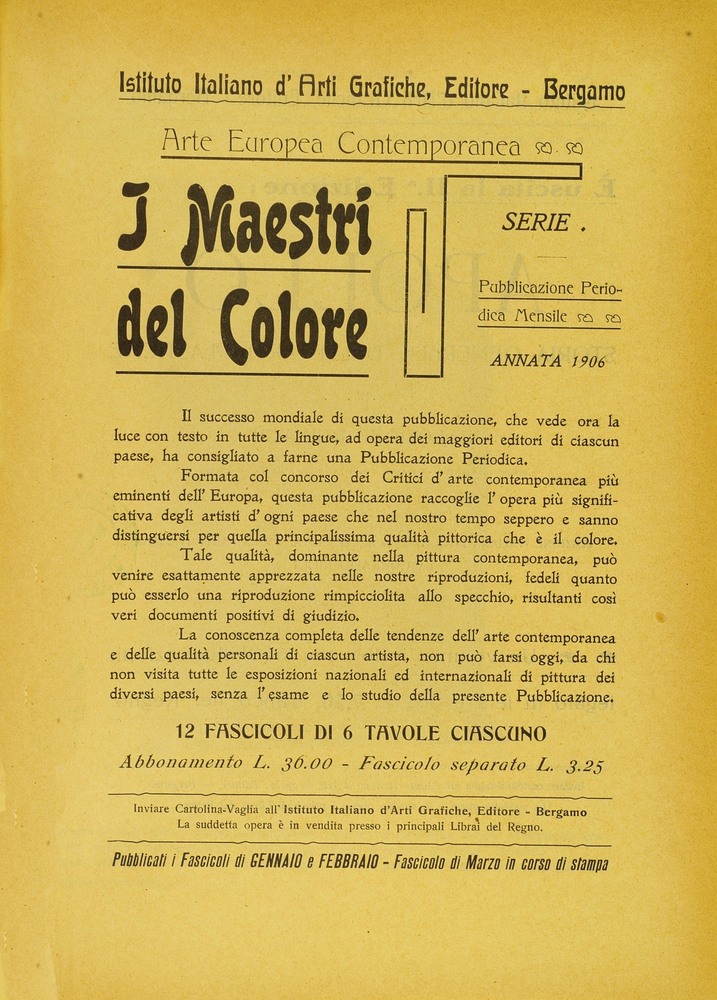 Istituto Italiano d' Arti Grafiche, Editore - Bergamo
Arte Europea Contemporanea
I Maestri
del Colore
SERIE .
Pubblicazione Perio-
dica Mensile
ANNATA 1906
Il successo mondiale di questa pubblicazione, che vede ora la
luce con testo in tutte le lingue, ad opera dei maggiori editori di ciascun
paese, ha consigliato a farne una Pubblicazione Periodica.
Formata col concorso dei Critici d' arte contemporanea più
eminenti dell' Europa, questa pubblicazione raccoglie l' opera più signifi-
cativa degli artisti d' ogni paese che nel nostro tempo seppero e sanno
distinguersi per quella principalissima qualità pittorica che è il colore.
Tale qualità, dominante nella pittura contemporanea, può
venire esattamente apprezzata nelle nostre riproduzioni, fedeli quanto
può esserlo una riproduzione rimpicciolita allo specchio, risultanti così
veri documenti positivi di giudizio.
La conoscenza completa delle tendenze dell' arte contemporanea
e delle qualità personali di ciascun artista, non può farsi oggi, da chi
non visita tutte le esposizioni nazionali ed internazionali di pittura dei
diversi paesi, senza l' esame e lo studio della presente Pubblicazione.
12 FASCICOLI DI 6 TAVOLE CIASCUNO
Abbonamento L. 36.00 - Fascicolo separato L. 3.25
Inviare Cartolina-Vaglia all' Istituto Italiano d'Arti Grafiche, Editore - Bergamo
La suddetta opera è in vendita presso i principali Librai del Regno.
Pubblicati i Fascicoli di GENNAIO e FEBBRAIO - Fascicolo di Marzo in corso di stampa